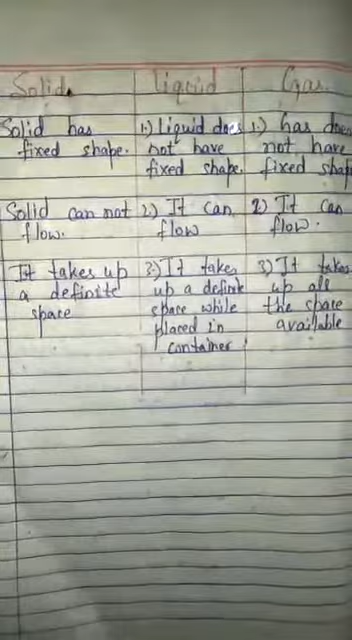 Solid. liquid Gas.
Solid has
fixed shape.
Solid can not
flow.
It takes up
a definite
space
1.) Liquid does
not have
fixed shape.
2.) It can
flow
3.) It takes
up a definite
space while
placed in
container
1.) Gas does
not have
fixed shap
2.) It can
flow.
3.) It takes
up all
the space
available